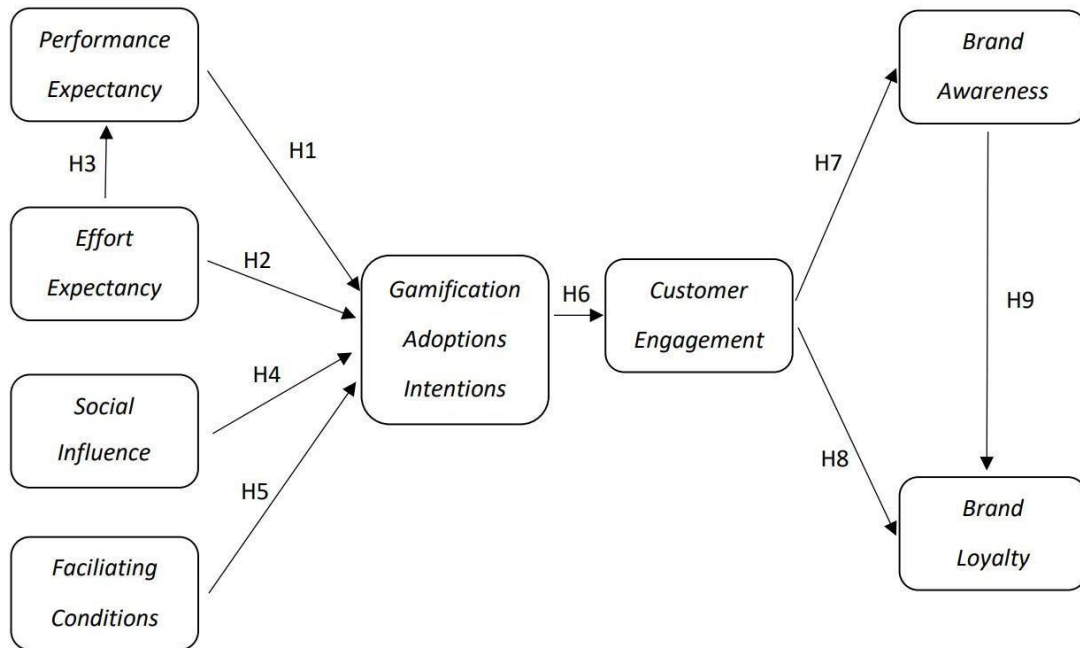 Performance
Expectancy
H3
H1
Effort
Expectancy
H2
Social
Influence
H4
Faciliating
Conditions
H5
Gamification
Adoptions
Intentions
H6
Customer
Engagement
H7
H8
Brand
Awareness
H9
Brand
Loyalty